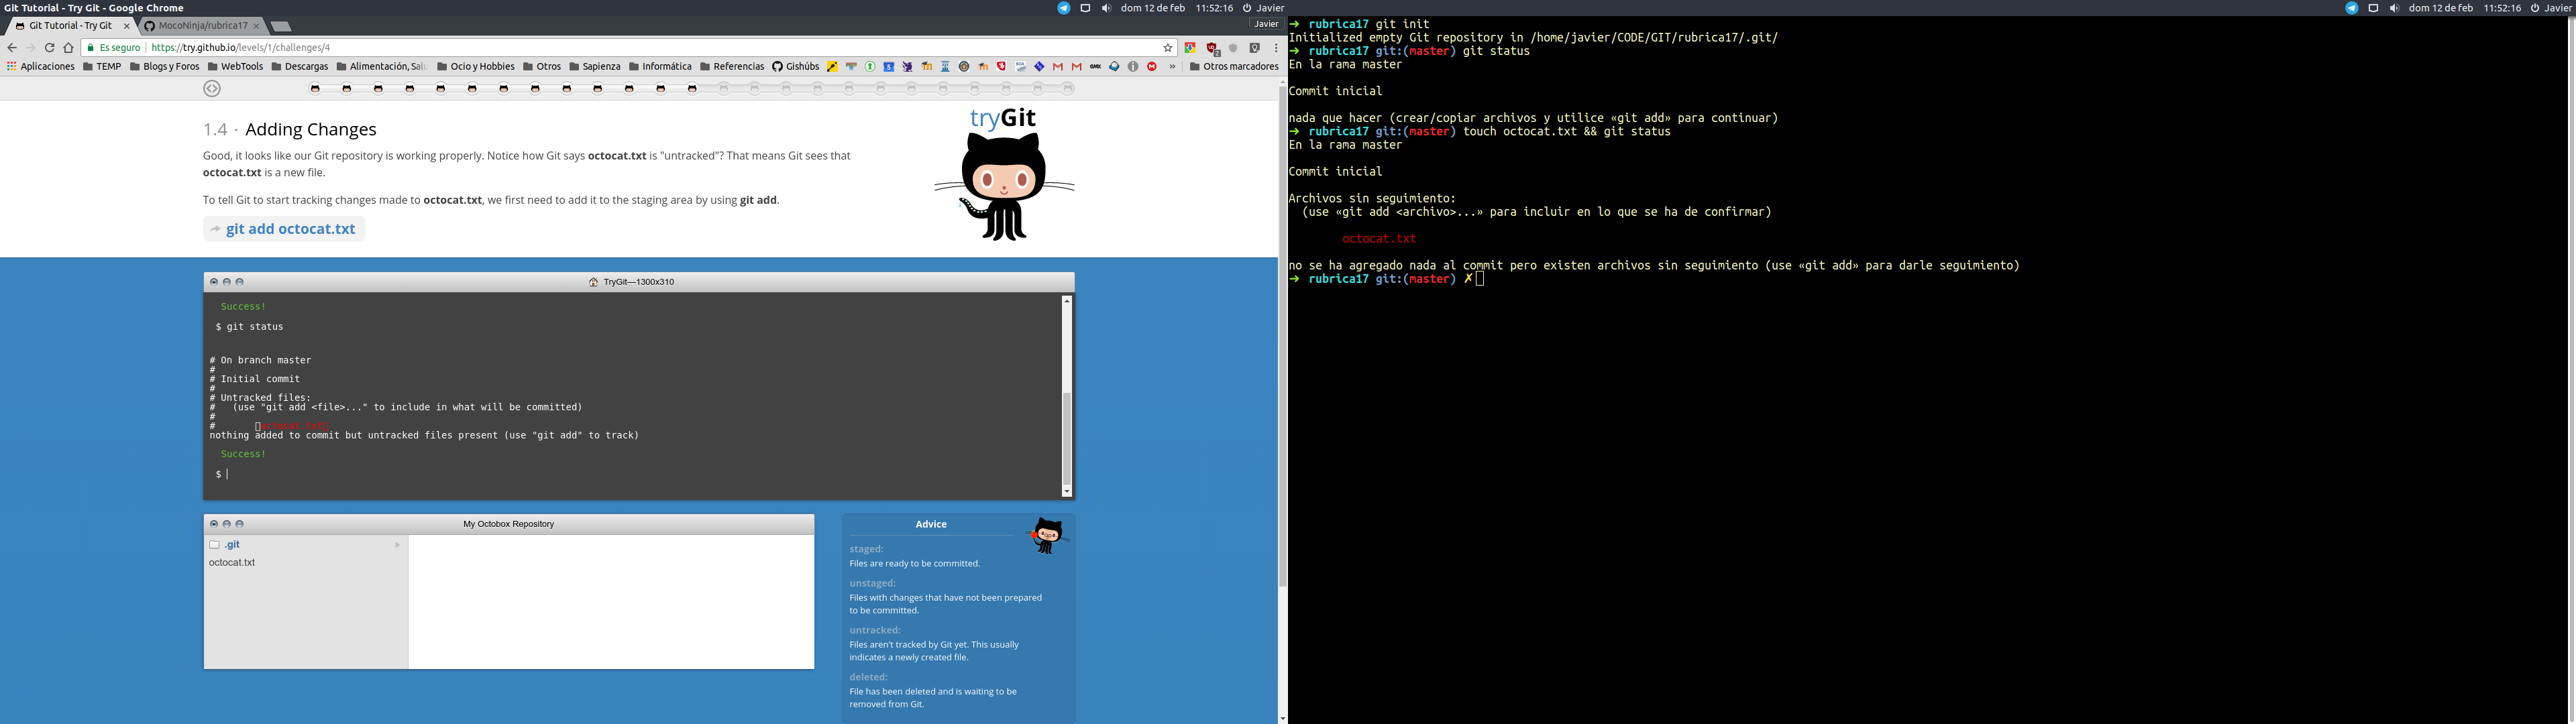 Git Tutorial - Try Git - Google Chrome
dom 12 de feb 11:52:16 Javier
dom 12 de feb 11:52:16 Javier
Git Tutorial - Try Git
MocoNinja/rubrica17
Javier
Es seguro https://try.github.io/levels/1/challenges/4
Aplicaciones TEMP Blogs y Foros WebTools Descargas Alimentación, Salu Ocio y Hobbies Otros Sapienza Informática Referencias Gishúbs » Otros marcadores
1.4 · Adding Changes
tryGit
Good, it looks like our Git repository is working properly. Notice how Git says octocat.txt is "untracked"? That means Git sees that
octocat.txt is a new file.
To tell Git to start tracking changes made to octocat.txt, we first need to add it to the staging area by using git add.
git add octocat.txt
TryGit—1300x310
Success!
$ git status
# On branch master
#
# Initial commit
#
# Untracked files:
#   (use "git add <file>..." to include in what will be committed)
#
#
nothing added to commit but untracked files present (use "git add" to track)
Success!
$
My Octobox Repository
.git
octocat.txt
Advice
staged:
Files are ready to be committed.
unstaged:
Files with changes that have not been prepared
to be committed.
untracked:
Files aren't tracked by Git yet. This usually
indicates a newly created file.
deleted:
File has been deleted and is waiting to be
removed from Git.
➜ rubrica17 git init
Initialized empty Git repository in /home/javier/CODE/GIT/rubrica17/.git/
➜ rubrica17 git:(master) git status
En la rama master
Commit inicial
nada que hacer (crear/copiar archivos y utilice «git add» para continuar)
➜ rubrica17 git:(master) touch octocat.txt && git status
En la rama master
Commit inicial
Archivos sin seguimiento:
(use «git add <archivo>...» para incluir en lo que se ha de confirmar)
octocat.txt
no se ha agregado nada al commit pero existen archivos sin seguimiento (use «git add» para darle seguimiento)
➜ rubrica17 git:(master) ✗